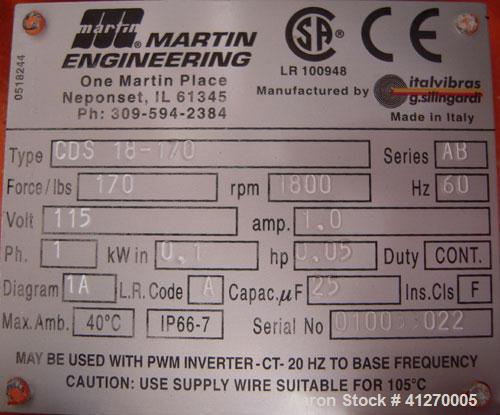 martin
® MARTIN
ENGINEERING
One Martin Place
Neponset, IL 61345
Ph: 309-594-2384
0518244
SA
LR 100948
CE
Manufactured by italvibras
g.silingardi
Made in Italy
Type CDS 18-170 Series AB
Force/lbs 170 rpm 1800 Hz 60
Volt 115 amp. 1,0
Ph. 1 kW in 0,1 hp 0,05 Duty CONT.
Diagram 1A L.R. Code A Capac.µF 25 Ins.Cls F
Max.Amb. 40°C IP66-7 Serial No
MAY BE USED WITH PWM INVERTER-CT- 20 HZ TO BASE FREQUENCY
CAUTION: USE SUPPLY WIRE SUITABLE FOR 105°C
Aaron Stock # 41270005